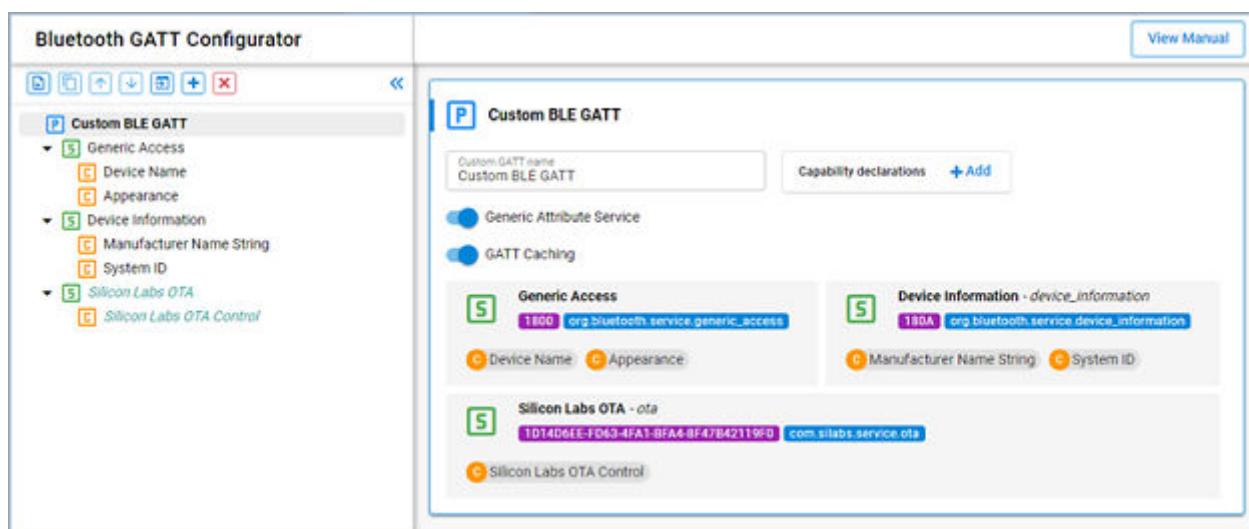 Bluetooth GATT Configurator
View Manual
Custom BLE GATT
Generic Access
Device Name
Appearance
Device Information
Manufacturer Name String
System ID
Silicon Labs OTA
Silicon Labs OTA Control
P Custom BLE GATT
Custom GATT name
Custom BLE GATT
Capability declarations + Add
Generic Attribute Service
GATT Caching
S Generic Access
1800 org.bluetooth.service.generic_access
C Device Name C Appearance
S Device Information - device_information
180A org.bluetooth.service.device_information
C Manufacturer Name String C System ID
S Silicon Labs OTA - ota
1D14D6EE-FD63-4FA1-BFA4-8F47B42119F0 com.silabs.service.ota
C Silicon Labs OTA Control